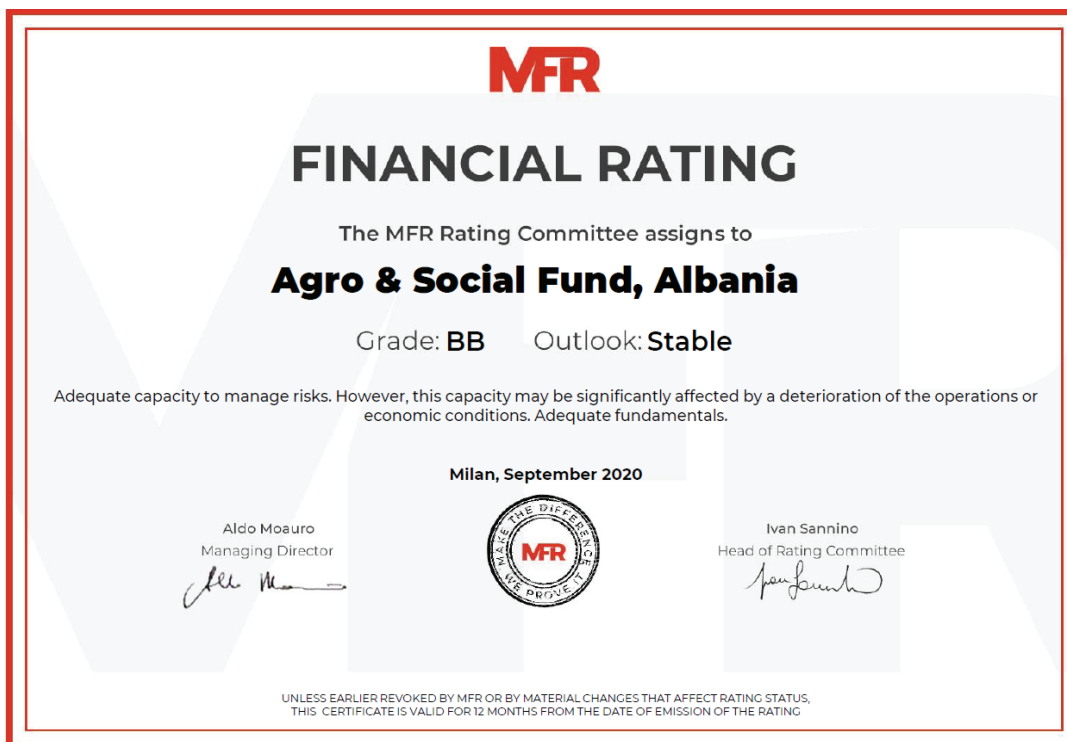 MFR
FINANCIAL RATING
The MFR Rating Committee assigns to
Agro & Social Fund, Albania
Grade: BB Outlook: Stable
Adequate capacity to manage risks. However, this capacity may be significantly affected by a deterioration of the operations or
economic conditions. Adequate fundamentals.
Milan, September 2020
Aldo Moauro
Managing Director
MAKE THE DIFFERENCE
MFR
WE PROVE IT
Ivan Sannino
Head of Rating Committee
UNLESS EARLIER REVOKED BY MFR OR BY MATERIAL CHANGES THAT AFFECT RATING STATUS,
THIS CERTIFICATE IS VALID FOR 12 MONTHS FROM THE DATE OF EMISSION OF THE RATING